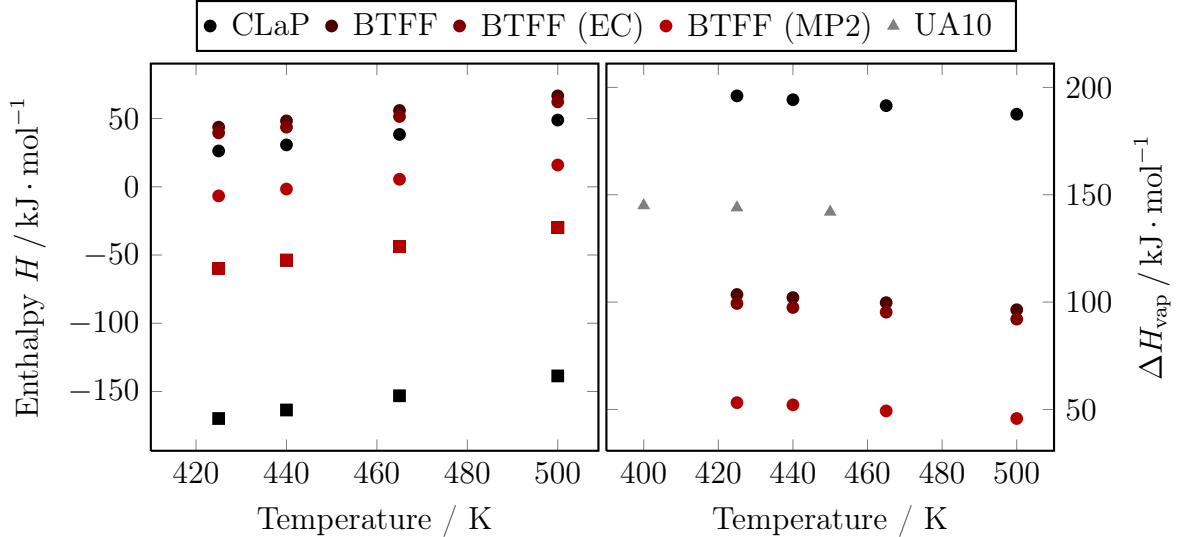 CLaP BTFF BTFF (EC) BTFF (MP2) UA10
Enthalpy H / kJ · mol⁻¹
50
0
−50
−100
−150
420 440 460 480 500
Temperature / K
200
150
100
50
ΔH_vap / kJ · mol⁻¹
400 420 440 460 480 500
Temperature / K